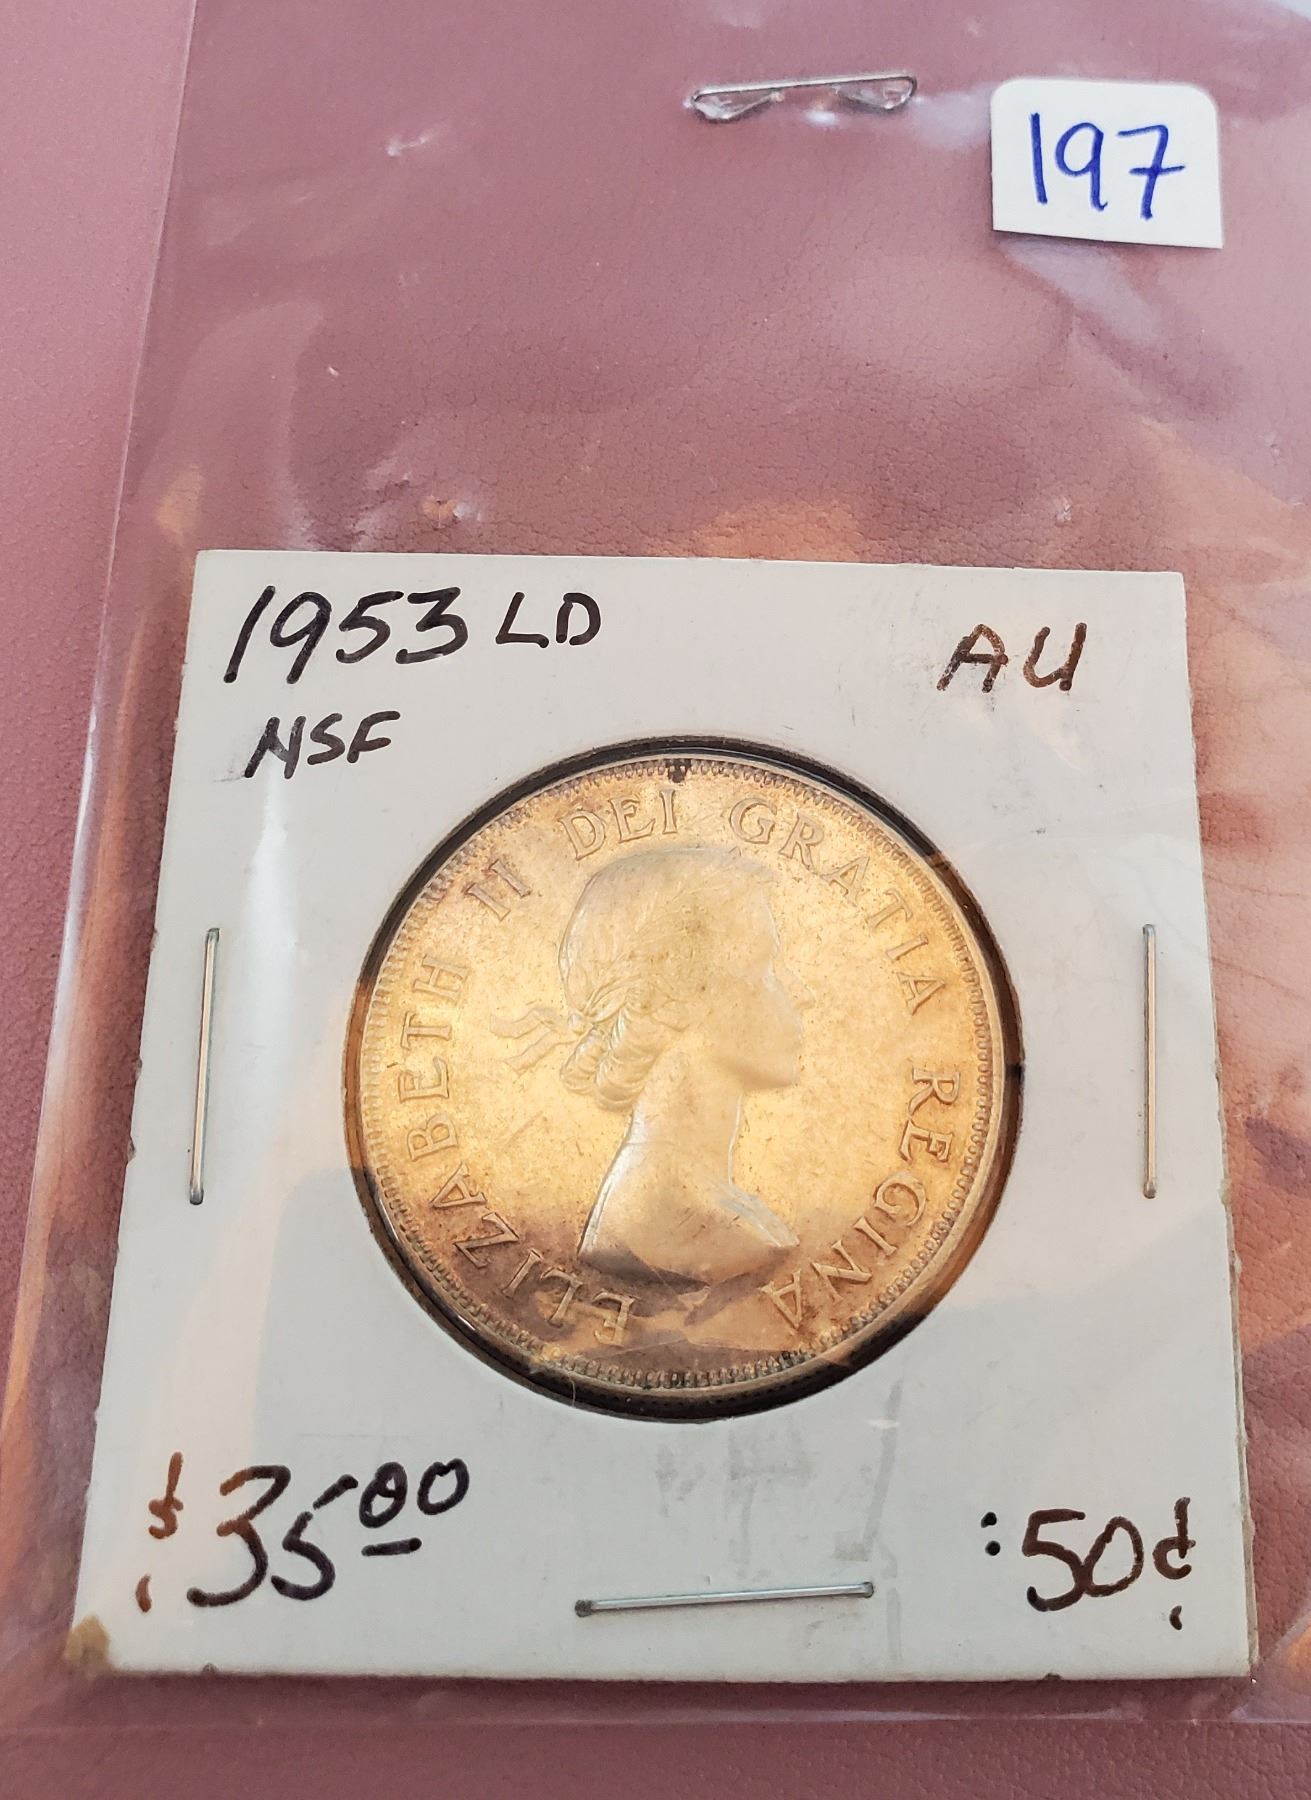 197
1953 LD
AU
NSF
ELIZABETH II DEI GRATIA REGINA
$35.00
50¢